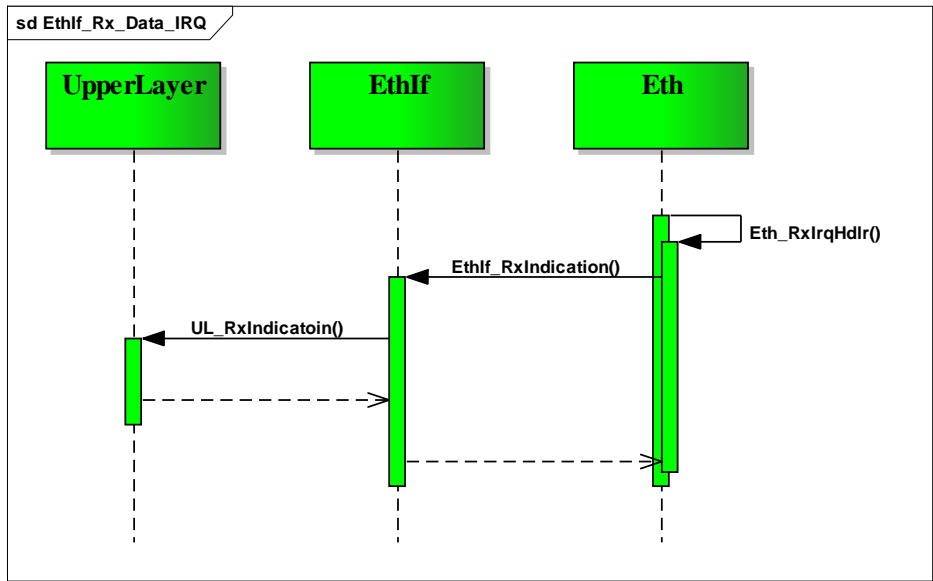 sd EthIf_Rx_Data_IRQ
UpperLayer
EthIf
Eth
Eth_RxIrqHdlr()
EthIf_RxIndication()
UL_RxIndicatoin()